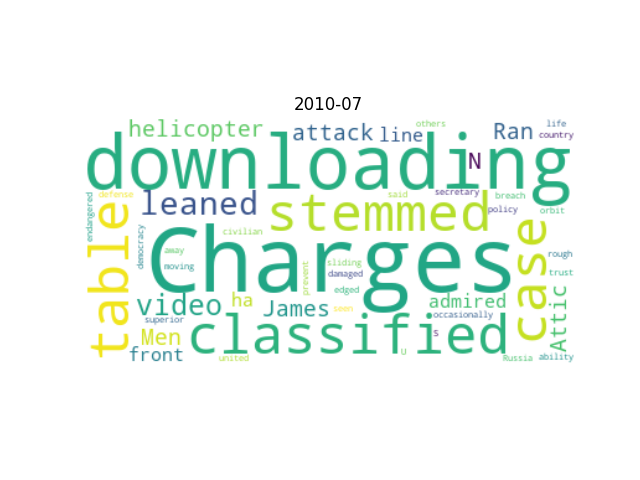 2010-07
helicopter attack line others Ran life country
downloading N
endangered defense leaned stemmed said secretary policy breach orbit
table democracy away moving civilian Charges sliding damaged prevent edged case rough trust
video ha James seen admired occasionally Attic
superior Men classified s
front united u Russia ability